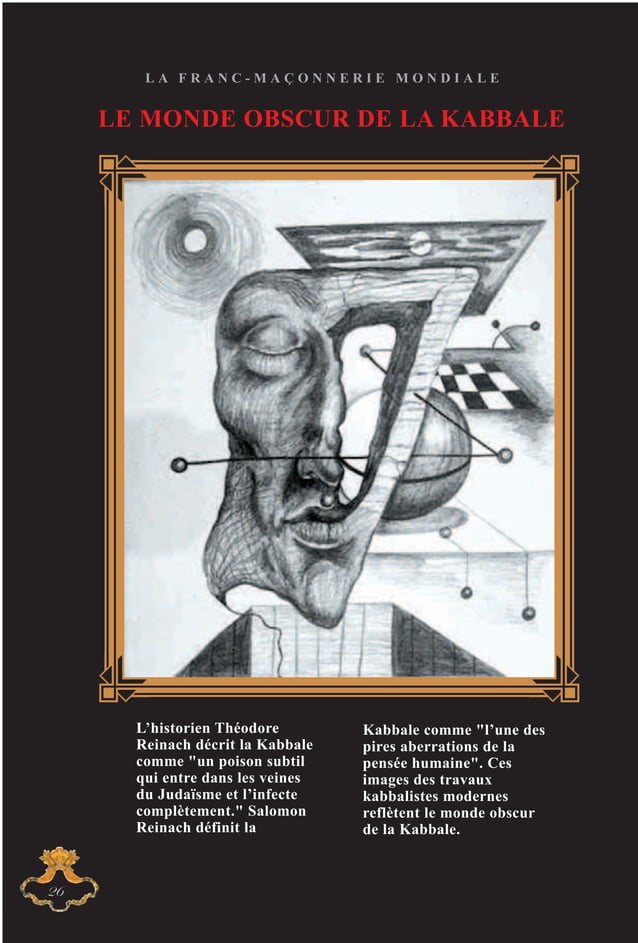 LA FRANC-MAÇONNERIE MONDIALE
LE MONDE OBSCUR DE LA KABBALE
L’historien Théodore
Reinach décrit la Kabbale
comme "un poison subtil
qui entre dans les veines
du Judaïsme et l’infecte
complètement." Salomon
Reinach définit la
Kabbale comme "l’une des
pires aberrations de la
pensée humaine". Ces
images des travaux
kabbalistes modernes
reflètent le monde obscur
de la Kabbale.
26